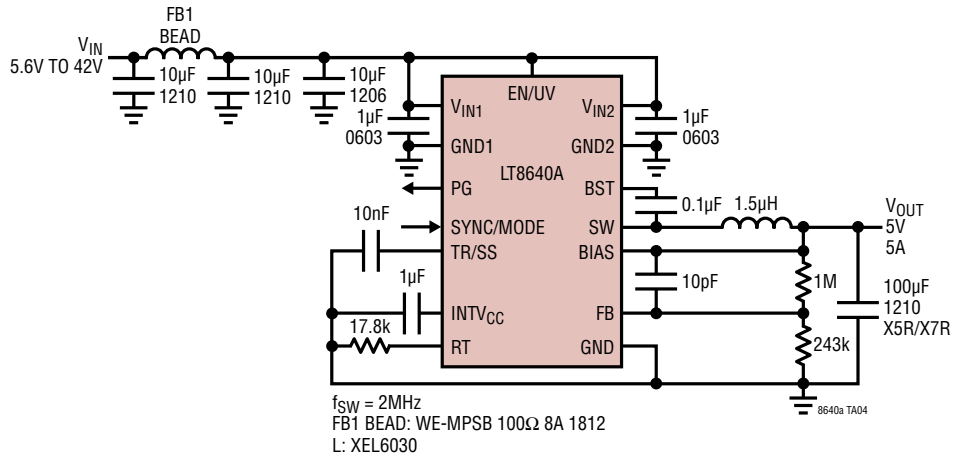 FB1
BEAD
VIN
5.6V TO 42V
10µF
1210
10µF
1210
10µF
1206
EN/UV
VIN1
VIN2
1µF
0603
1µF
0603
GND1
GND2
LT8640A
PG
BST
10nF
0.1µF
1.5µH
VOUT
5V
5A
SYNC/MODE
SW
TR/SS
BIAS
1µF
10pF
1M
100µF
1210
X5R/X7R
INTVCC
FB
17.8k
RT
GND
243k
8640a TA04
fSW = 2MHz
FB1 BEAD: WE-MPSB 100Ω 8A 1812
L: XEL6030